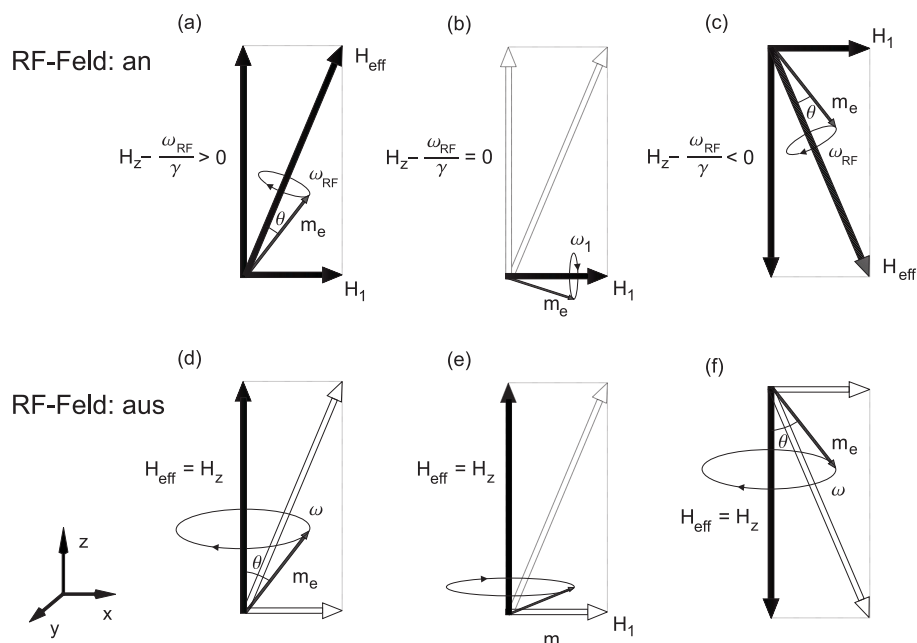 (a)
(b)
(c)
RF-Feld: an
H_eff
H_1
H_z - ω_RF/γ > 0
H_z - ω_RF/γ = 0
H_z - ω_RF/γ < 0
ω_RF
θ
m_e
H_1
ω_1
m_e
H_1
θ
m_e
ω_RF
H_eff
(d)
(e)
(f)
RF-Feld: aus
H_eff = H_z
ω
θ
m_e
H_eff = H_z
H_1
m
θ
m_e
ω
H_eff = H_z
z
x
y